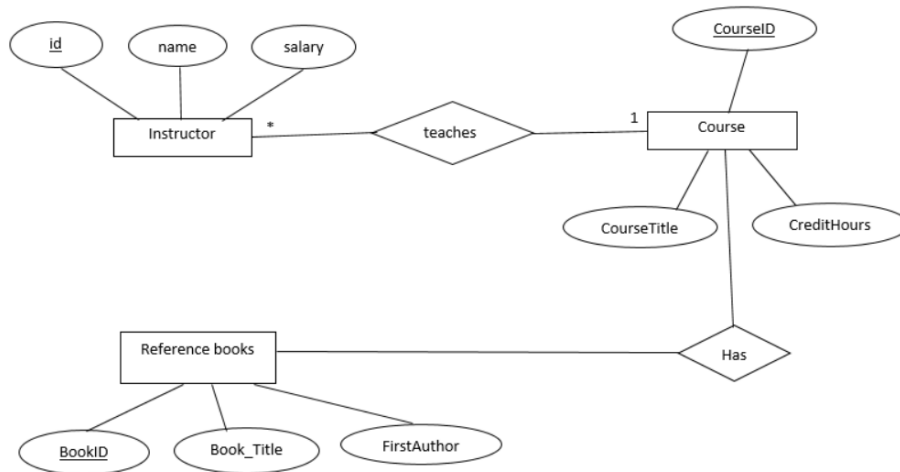 CourseID
id
name
salary
Instructor
*
teaches
1
Course
CourseTitle
CreditHours
Reference books
Has
BookID
Book_Title
FirstAuthor